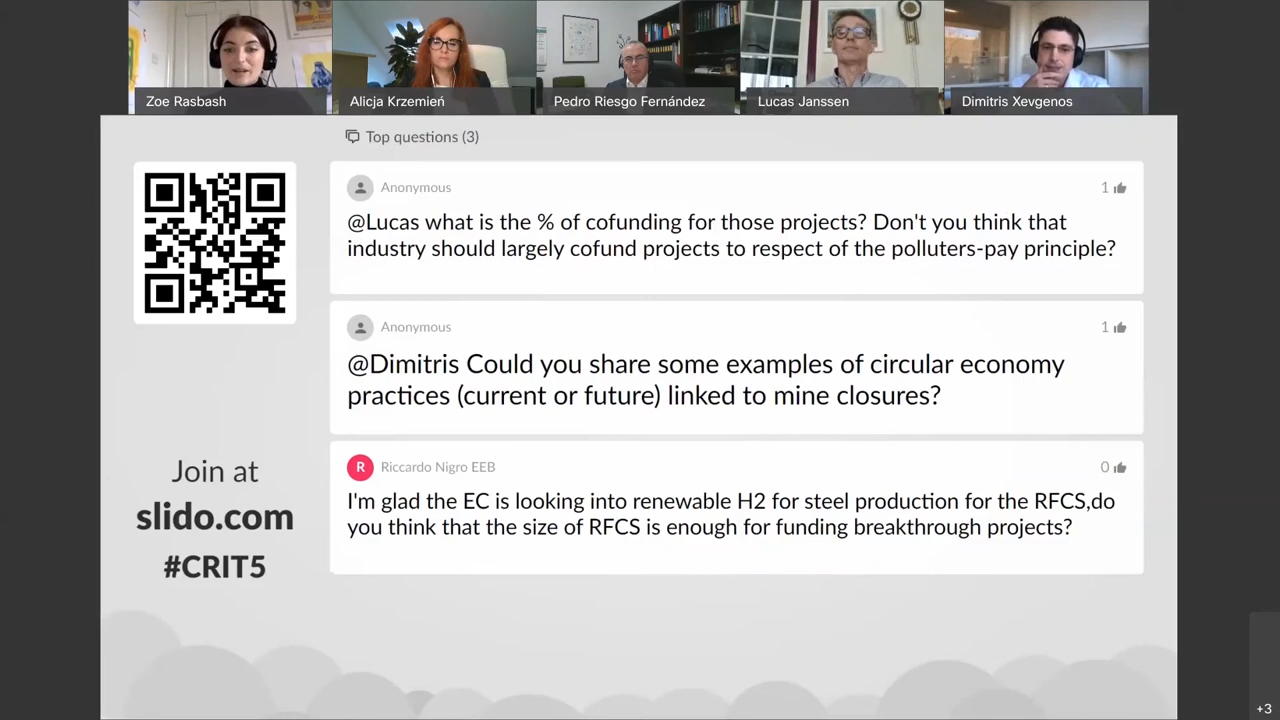 Zoe Rasbash
Alicja Krzemień
Pedro Riesgo Fernández
Lucas Janssen
Dimitris Xevgenos
Top questions (3)
Anonymous
1
@Lucas what is the % of cofunding for those projects? Don't you think that
industry should largely cofund projects to respect of the polluters-pay principle?
Anonymous
1
@Dimitris Could you share some examples of circular economy
practices (current or future) linked to mine closures?
R
Riccardo Nigro EEB
0
I'm glad the EC is looking into renewable H2 for steel production for the RFCS,do
you think that the size of RFCS is enough for funding breakthrough projects?
Join at
slido.com
#CRIT5
+3